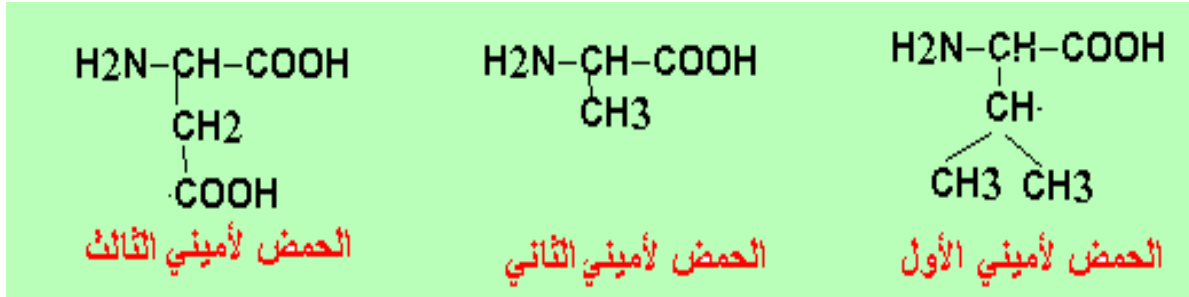 H2N-CH-COOH
CH2
COOH
الحمض لأميني الثالث
H2N-CH-COOH
CH3
الحمض لأميني الثاني
H2N-CH-COOH
CH
CH3 CH3
الحمض لأميني الأول